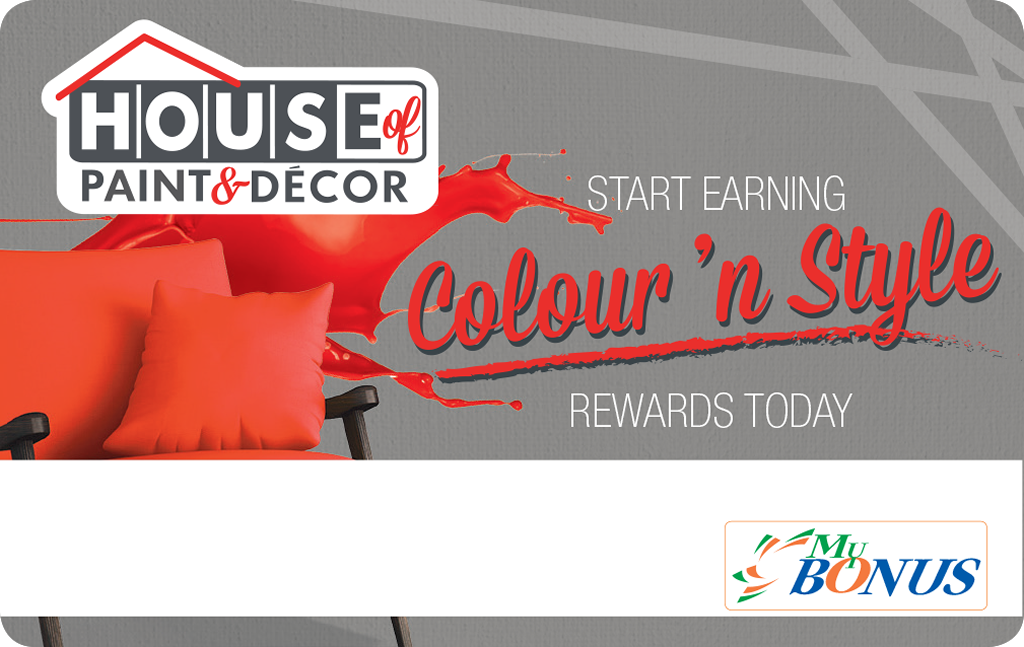 HOUSE of
PAINT & DÉCOR
START EARNING
Colour 'n Style
REWARDS TODAY
My
BONUS